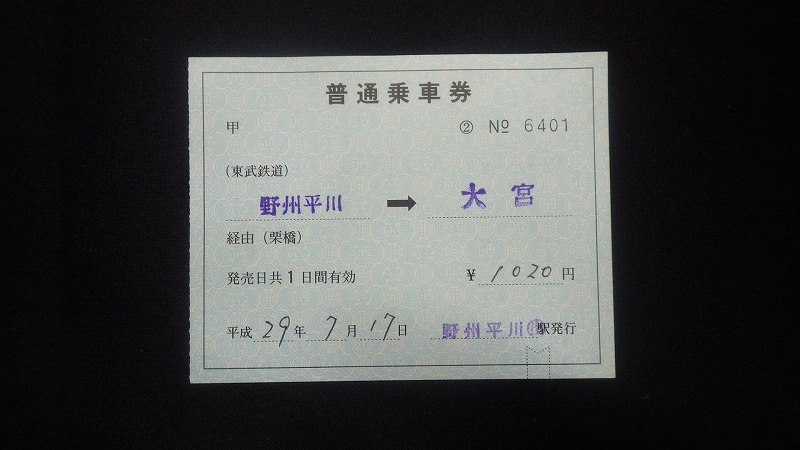 普通乗車券
甲 ② № 6401
(東武鉄道)
野州平川 ➡ 大宮
経由(栗橋)
発売日共1日間有効 ¥1020円
平成29年7月17日 野州平川駅発行